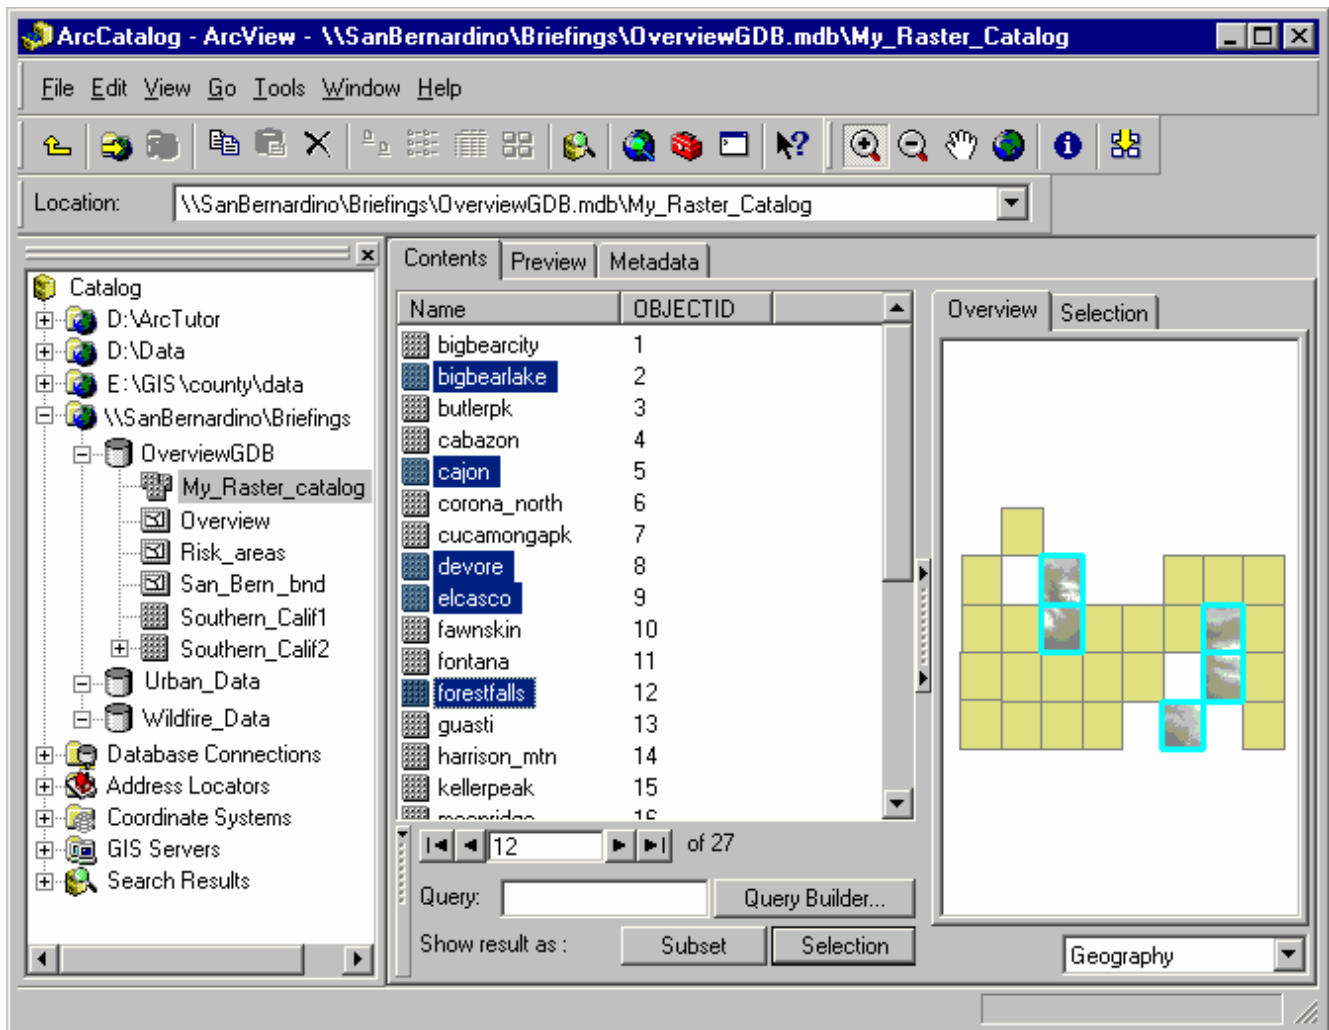 ArcCatalog - ArcView - \\SanBernardino\Briefings\OverviewGDB.mdb\My_Raster_Catalog
File Edit View Go Tools Window Help
Location: \\SanBernardino\Briefings\OverviewGDB.mdb\My_Raster_Catalog
Catalog
D:\ArcTutor
D:\Data
E:\GIS\county\data
\\SanBernardino\Briefings
OverviewGDB
My_Raster_catalog
Overview
Risk_areas
San_Bern_bnd
Southern_Calif1
Southern_Calif2
Urban_Data
Wildfire_Data
Database Connections
Address Locators
Coordinate Systems
GIS Servers
Search Results
Contents Preview Metadata
Name OBJECTID
bigbearcity 1
bigbearlake 2
butlerpk 3
cabazon 4
cajon 5
corona_north 6
cucamongapk 7
devore 8
elcasco 9
fawnskin 10
fontana 11
forestfalls 12
guasti 13
harrison_mtn 14
kellerpeak 15
moonridge 16
12 of 27
Query: Query Builder...
Show result as : Subset Selection
Overview Selection
Geography